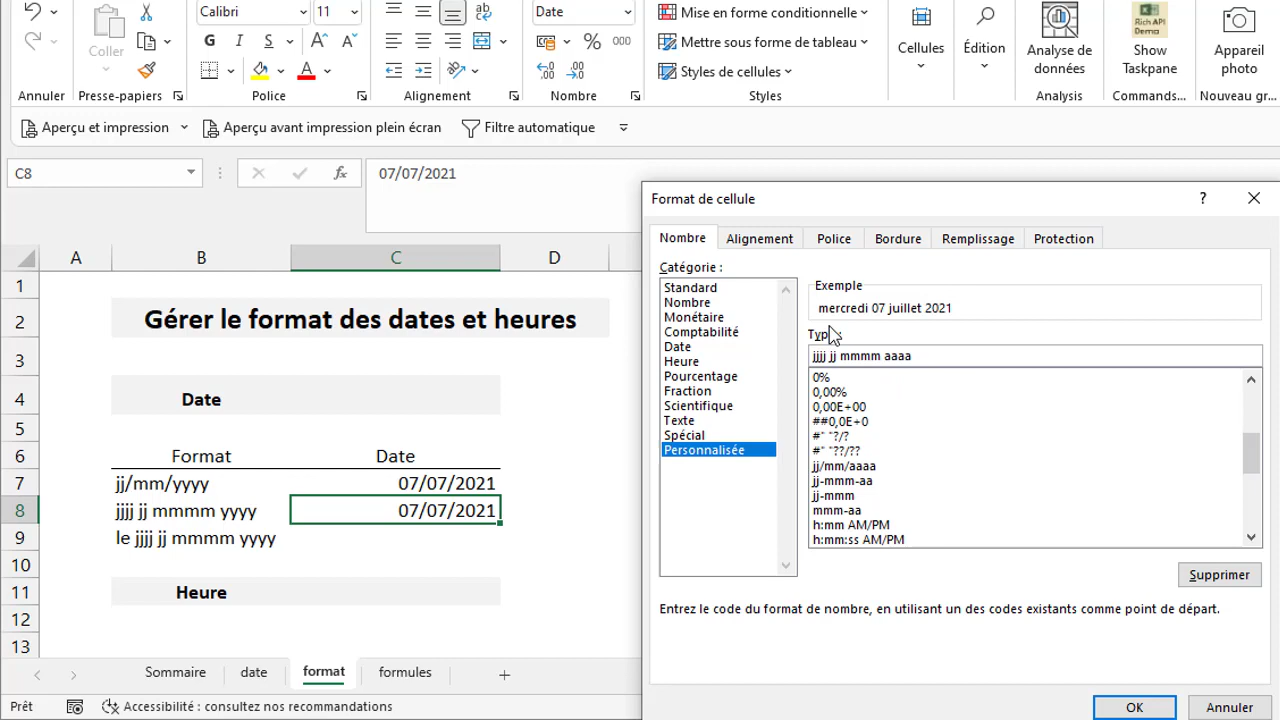 Calibri 11 Date Mise en forme conditionnelle
Coller G I S A A % 000 Mettre sous forme de tableau Cellules Édition Analyse de données Show Taskpane Appareil photo
Rich API Demo
Styles de cellules
Annuler Presse-papiers Police Alignement Nombre Styles Analysis Commands... Nouveau gr...
Aperçu et impression Aperçu avant impression plein écran Filtre automatique
C8 fx 07/07/2021
Format de cellule ?
Nombre Alignement Police Bordure Remplissage Protection
Catégorie :
Standard
Nombre
Monétaire
Comptabilité
Date
Heure
Pourcentage
Fraction
Scientifique
Texte
Spécial
Personnalisée
Exemple
mercredi 07 juillet 2021
Typ :
jjjj jj mmmm aaaa
0%
0,00%
0,00E+00
##0,0E+0
#" "?/?
#" "??/??
jj/mm/aaaa
jj-mmm-aa
jj-mmm
mmm-aa
h:mm AM/PM
h:mm:ss AM/PM
Supprimer
Entrez le code du format de nombre, en utilisant un des codes existants comme point de départ.
OK Annuler
A B C D
1
2 Gérer le format des dates et heures
3
4 Date
5
6 Format Date
7 jj/mm/yyyy 07/07/2021
8 jjjj jj mmmm yyyy 07/07/2021
9 le jjjj jj mmmm yyyy
10
11 Heure
12
13
Sommaire date format formules +
Prêt Accessibilité : consultez nos recommandations